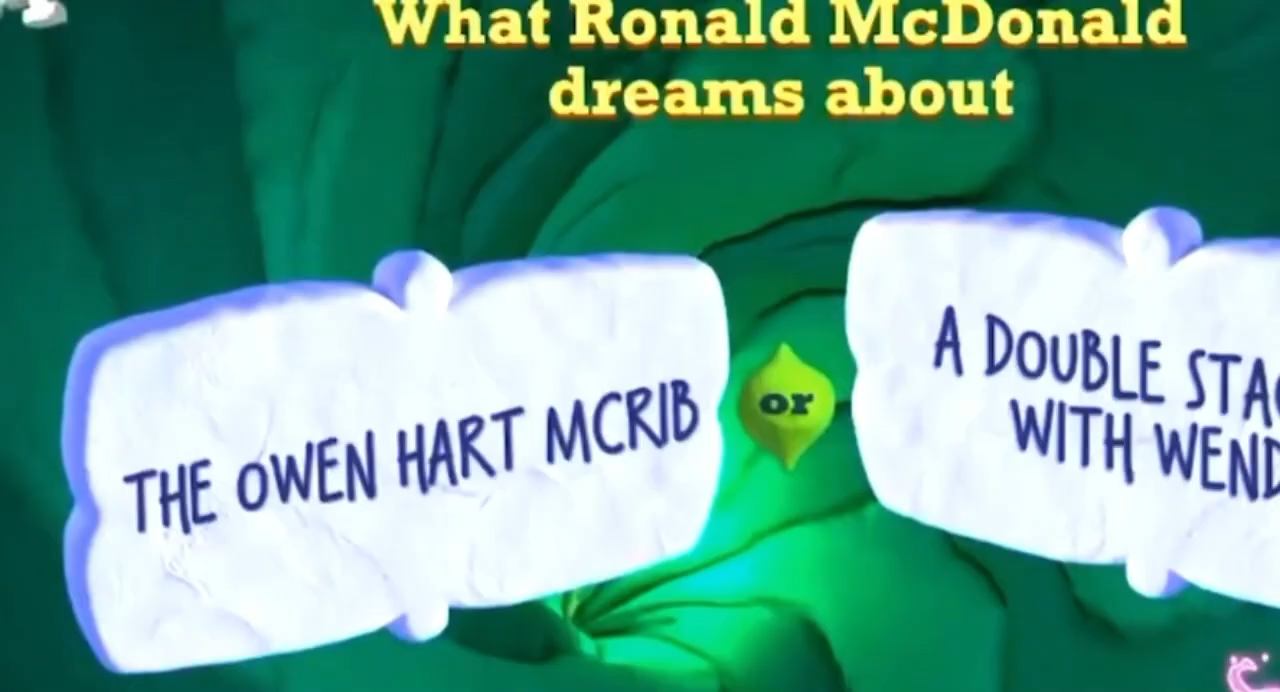 What Ronald McDonald
dreams about
THE OWEN HART MCRIB
or
A DOUBLE
WITH